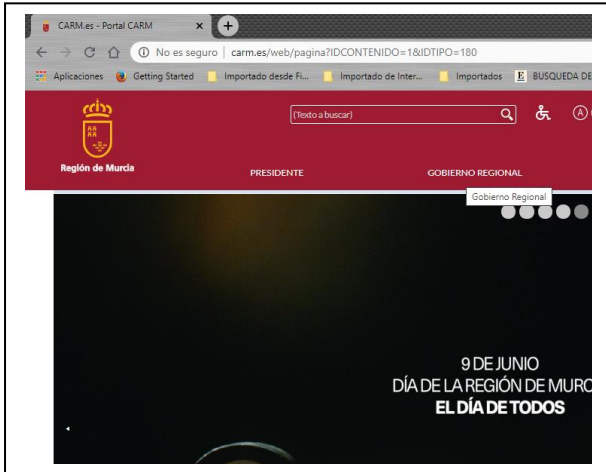 CARM.es - Portal CARM
No es seguro | carm.es/web/pagina?IDCONTENIDO=1&IDTIPO=180
Aplicaciones Getting Started Importado desde Fi... Importado de Inter... Importados E BUSQUEDA DE
(Texto a buscar) A
Región de Murcia
PRESIDENTE GOBIERNO REGIONAL
Gobierno Regional
9 DE JUNIO
DÍA DE LA REGIÓN DE MURC
EL DÍA DE TODOS